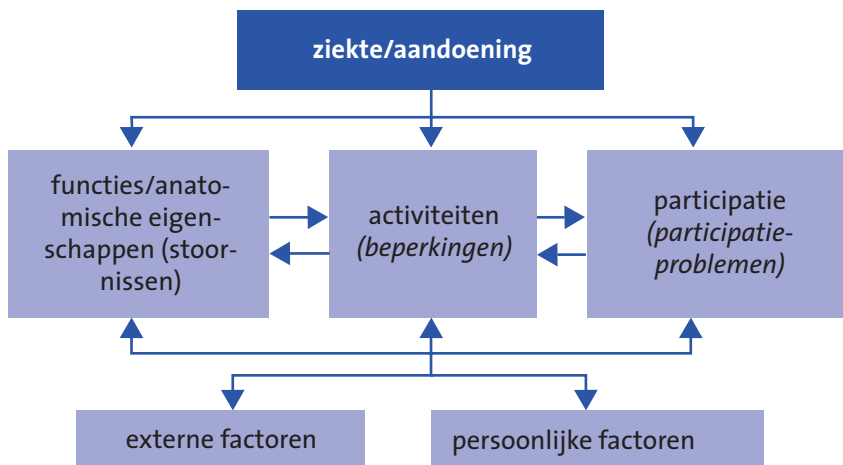 ziekte/aandoening
functies/anato-
mische eigen-
schappen (stoor-
nissen)
activiteiten
(beperkingen)
participatie
(participatie-
problemen)
externe factoren
persoonlijke factoren